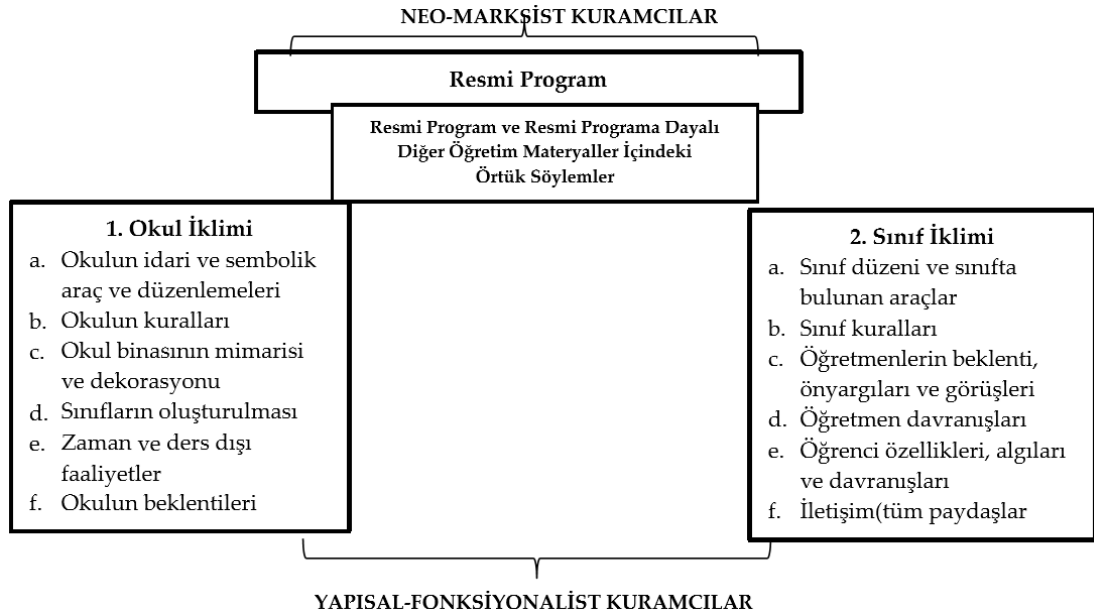 NEO-MARKSİST KURAMCILAR
Resmi Program
Resmi Program ve Resmi Programa Dayalı
Diğer Öğretim Materyaller İçindeki
Örtük Söylemler
1. Okul İklimi
a. Okulun idari ve sembolik
araç ve düzenlemeleri
b. Okulun kuralları
c. Okul binasının mimarisi
ve dekorasyonu
d. Sınıfların oluşturulması
e. Zaman ve ders dışı
faaliyetler
f. Okulun beklentileri
2. Sınıf İklimi
a. Sınıf düzeni ve sınıfta
bulunan araçlar
b. Sınıf kuralları
c. Öğretmenlerin beklenti,
önyargıları ve görüşleri
d. Öğretmen davranışları
e. Öğrenci özellikleri, algıları
ve davranışları
f. İletişim(tüm paydaşlar
YAPISAL-FONKSİYONALİST KURAMCILAR